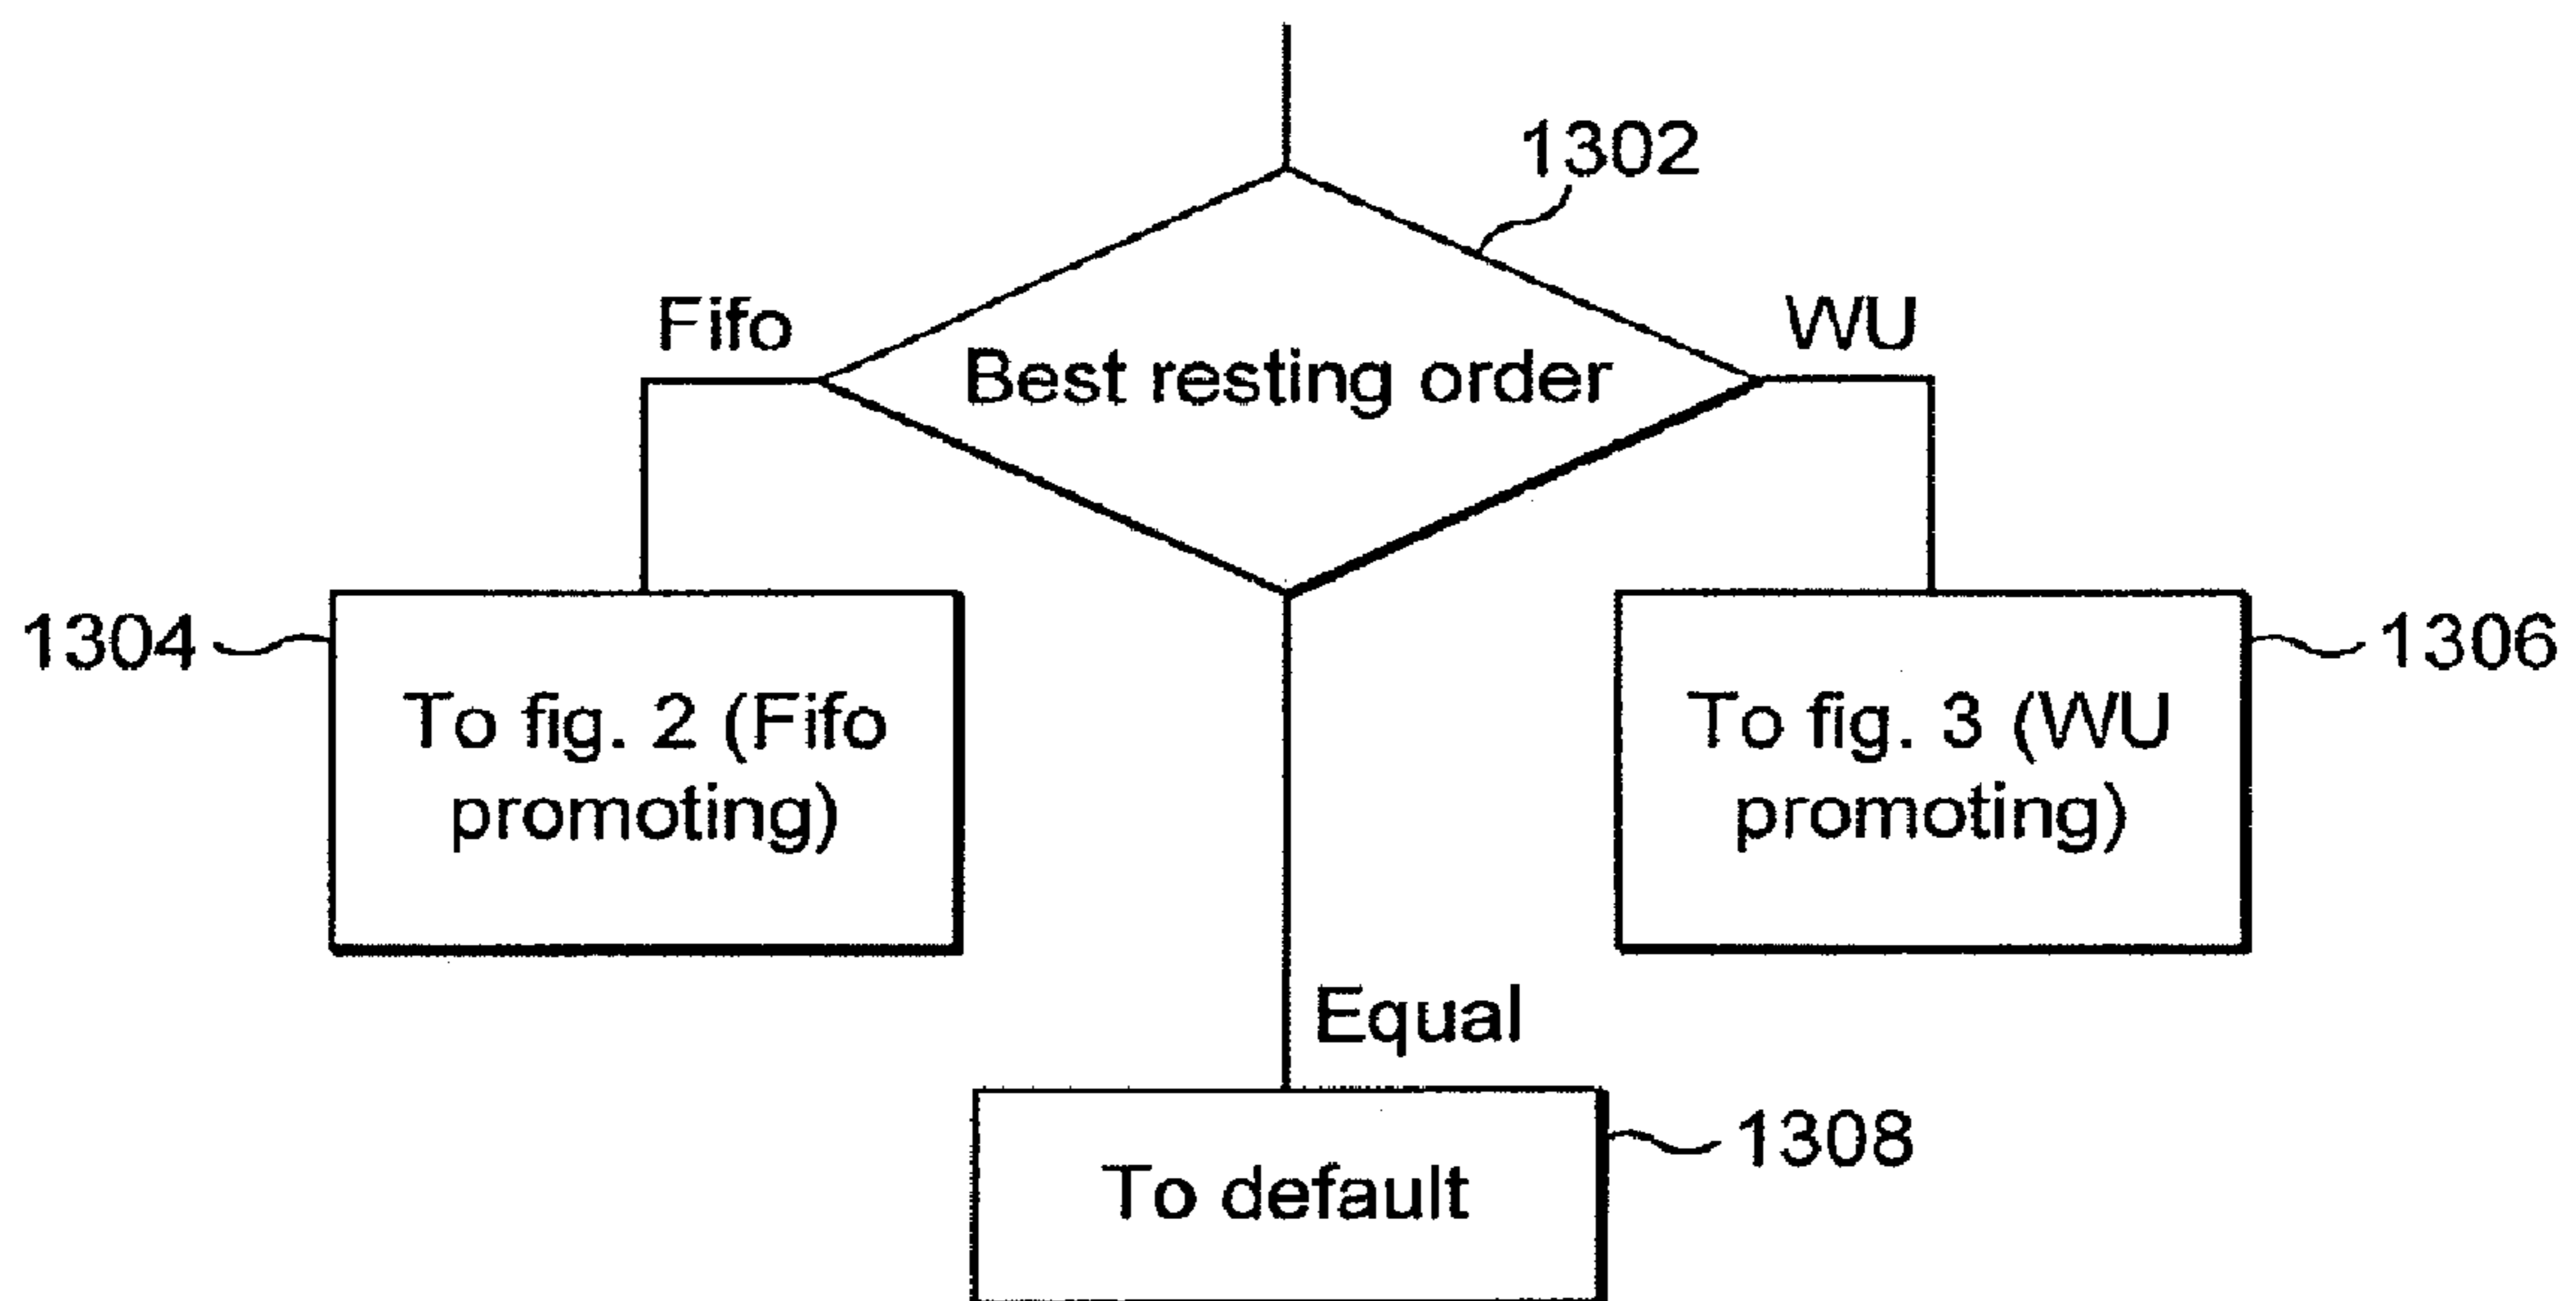 1302
Fifo
WU
Best resting order
1304
To fig. 2 (Fifo
promoting)
To fig. 3 (WU
promoting)
1306
Equal
To default
1308